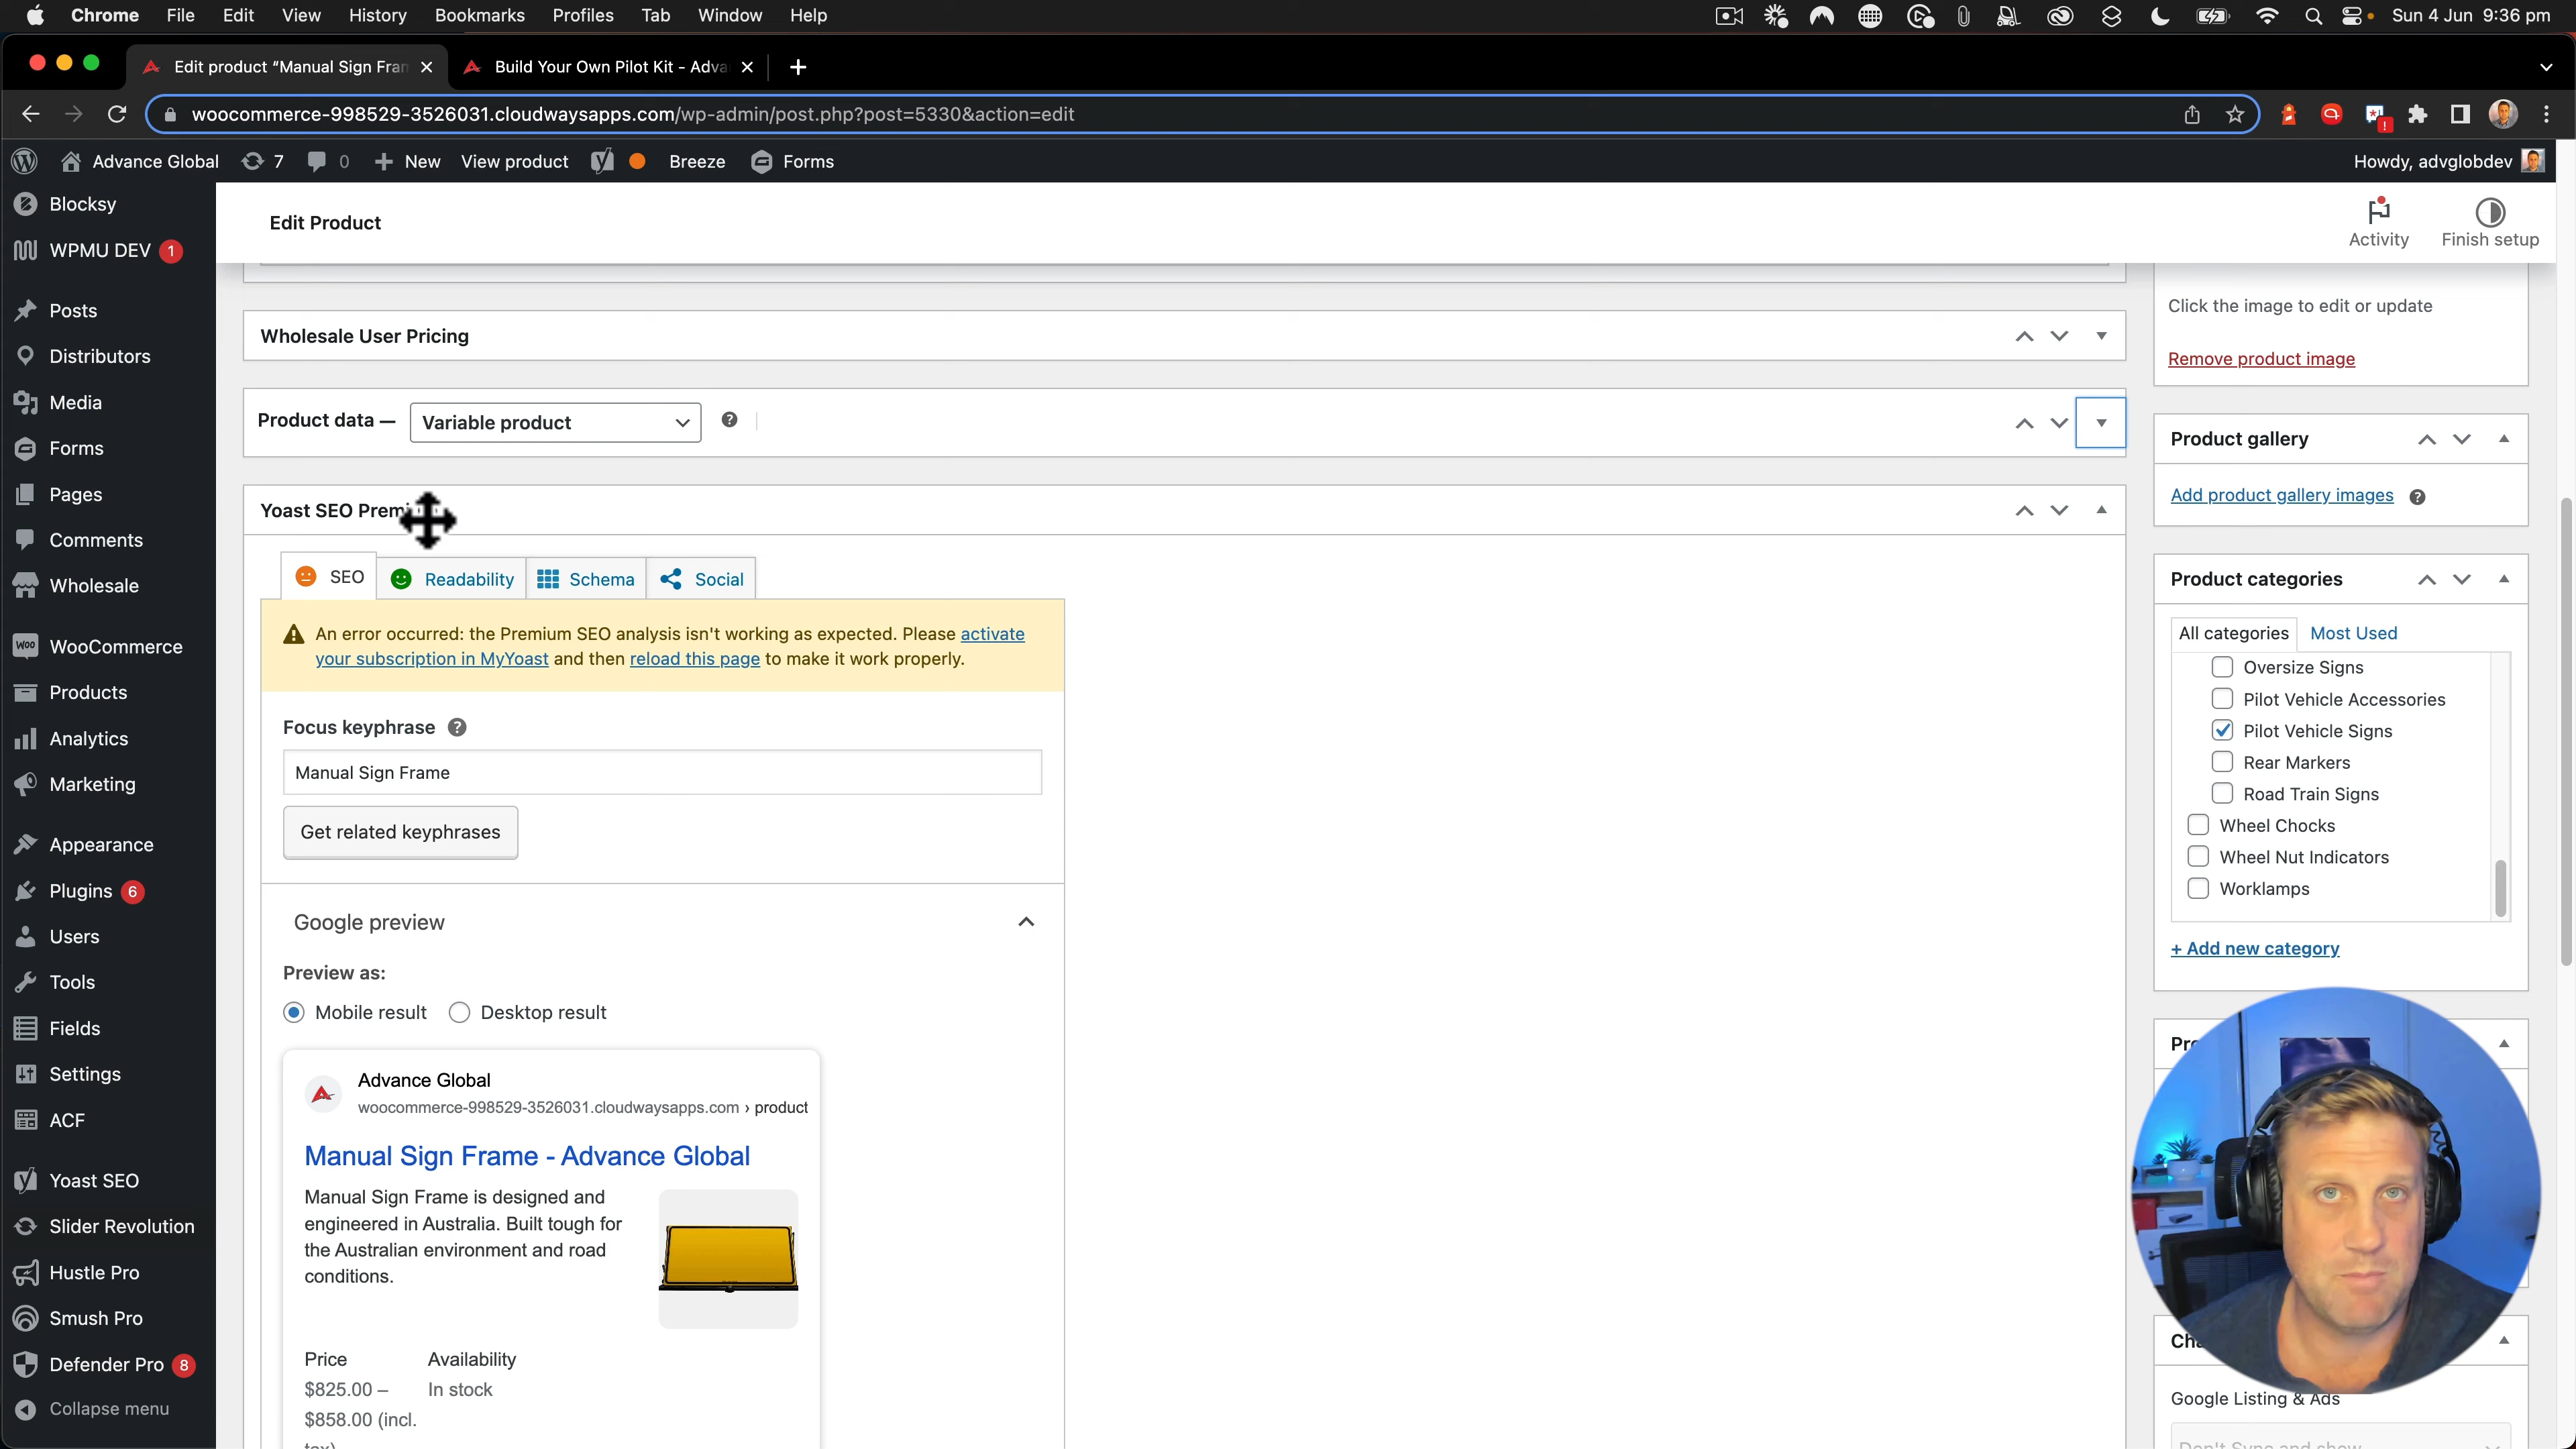 Chrome File Edit View History Bookmarks Profiles Tab Window Help
Sun 4 Jun 9:36 pm
Edit product “Manual Sign Fran
Build Your Own Pilot Kit - Adva
woocommerce-998529-3526031.cloudwaysapps.com/wp-admin/post.php?post=5330&action=edit
Advance Global 7 0 New View product Breeze Forms
Howdy, advglobdev
Blocksy
WPMU DEV 1
Posts
Distributors
Media
Forms
Pages
Comments
Wholesale
WooCommerce
Products
Analytics
Marketing
Appearance
Plugins 6
Users
Tools
Fields
Settings
ACF
Yoast SEO
Slider Revolution
Hustle Pro
Smush Pro
Defender Pro 8
Collapse menu
Edit Product
Activity
Finish setup
Wholesale User Pricing
Product data — Variable product
Yoast SEO Premi
SEO Readability Schema Social
An error occurred: the Premium SEO analysis isn't working as expected. Please activate
your subscription in MyYoast and then reload this page to make it work properly.
Focus keyphrase
Manual Sign Frame
Get related keyphrases
Google preview
Preview as:
Mobile result Desktop result
Advance Global
woocommerce-998529-3526031.cloudwaysapps.com › product
Manual Sign Frame - Advance Global
Manual Sign Frame is designed and
engineered in Australia. Built tough for
the Australian environment and road
conditions.
Price Availability
$825.00 – In stock
$858.00 (incl.
Click the image to edit or update
Remove product image
Product gallery
Add product gallery images
Product categories
All categories Most Used
Oversize Signs
Pilot Vehicle Accessories
Pilot Vehicle Signs
Rear Markers
Road Train Signs
Wheel Chocks
Wheel Nut Indicators
Worklamps
+ Add new category
Google Listing & Ads